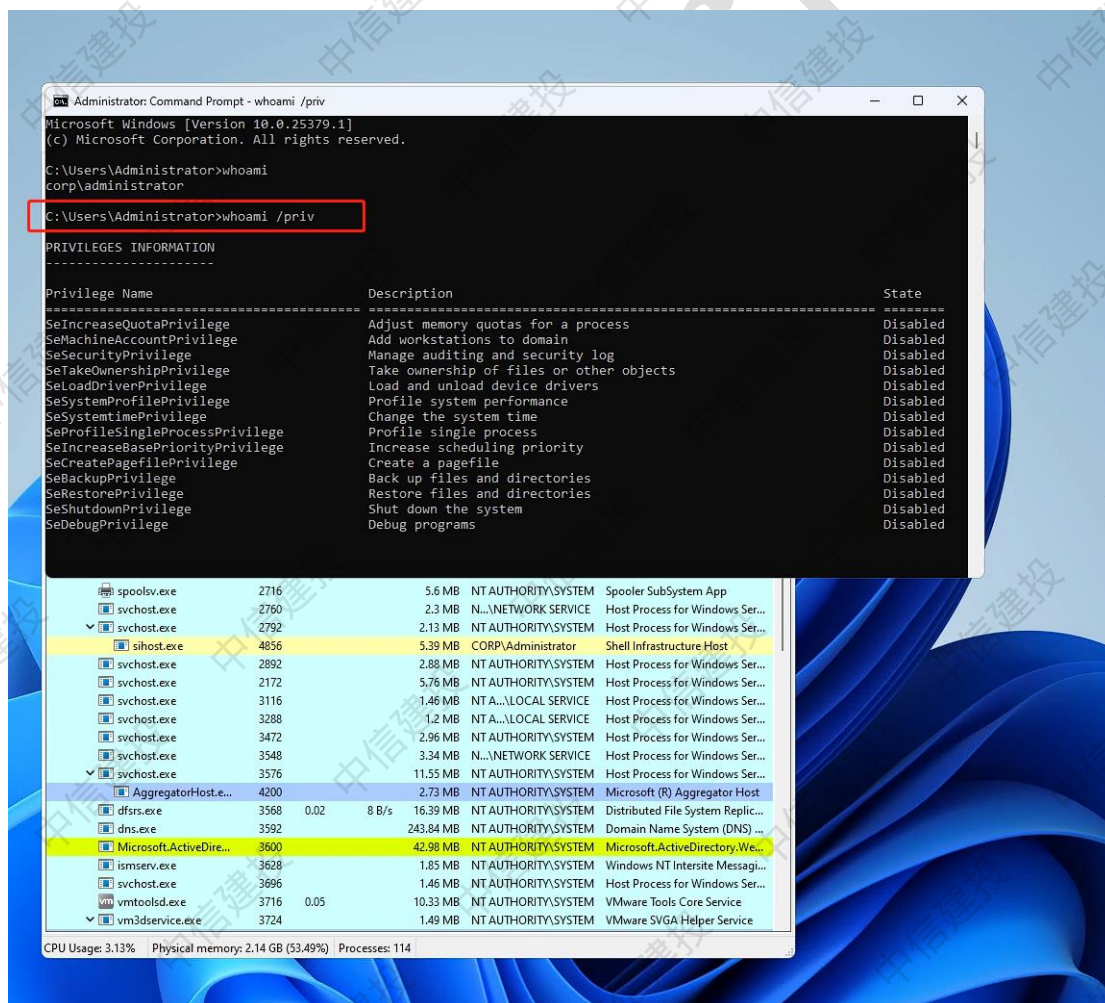 Administrator: Command Prompt - whoami /priv
Microsoft Windows [Version 10.0.25379.1]
(c) Microsoft Corporation. All rights reserved.
C:\Users\Administrator>whoami
corp\administrator
C:\Users\Administrator>whoami /priv
PRIVILEGES INFORMATION
----------------------
Privilege Name Description State
SeIncreaseQuotaPrivilege Adjust memory quotas for a process Disabled
SeMachineAccountPrivilege Add workstations to domain Disabled
SeSecurityPrivilege Manage auditing and security log Disabled
SeTakeOwnershipPrivilege Take ownership of files or other objects Disabled
SeLoadDriverPrivilege Load and unload device drivers Disabled
SeSystemProfilePrivilege Profile system performance Disabled
SeSystemtimePrivilege Change the system time Disabled
SeProfileSingleProcessPrivilege Profile single process Disabled
SeIncreaseBasePriorityPrivilege Increase scheduling priority Disabled
SeCreatePagefilePrivilege Create a pagefile Disabled
SeBackupPrivilege Back up files and directories Disabled
SeRestorePrivilege Restore files and directories Disabled
SeShutdownPrivilege Shut down the system Disabled
SeDebugPrivilege Debug programs Disabled
spoolsv.exe 2716 5.6 MB NT AUTHORITY\SYSTEM Spooler SubSystem App
svchost.exe 2760 2.3 MB N...\NETWORK SERVICE Host Process for Windows Ser...
svchost.exe 2792 2.13 MB NT AUTHORITY\SYSTEM Host Process for Windows Ser...
sihost.exe 4856 5.39 MB CORP\Administrator Shell Infrastructure Host
svchost.exe 2892 2.88 MB NT AUTHORITY\SYSTEM Host Process for Windows Ser...
svchost.exe 2172 5.76 MB NT AUTHORITY\SYSTEM Host Process for Windows Ser...
svchost.exe 3116 1.46 MB NT A...\LOCAL SERVICE Host Process for Windows Ser...
svchost.exe 3288 1.2 MB NT A...\LOCAL SERVICE Host Process for Windows Ser...
svchost.exe 3472 2.96 MB NT AUTHORITY\SYSTEM Host Process for Windows Ser...
svchost.exe 3548 3.34 MB N...\NETWORK SERVICE Host Process for Windows Ser...
svchost.exe 3576 11.55 MB NT AUTHORITY\SYSTEM Host Process for Windows Ser...
AggregatorHost.e... 4200 2.73 MB NT AUTHORITY\SYSTEM Microsoft (R) Aggregator Host
dfsrs.exe 3568 0.02 8 B/s 16.39 MB NT AUTHORITY\SYSTEM Distributed File System Replic...
dns.exe 3592 243.84 MB NT AUTHORITY\SYSTEM Domain Name System (DNS) ...
Microsoft.ActiveDire... 3600 42.98 MB NT AUTHORITY\SYSTEM Microsoft.ActiveDirectory.We...
ismserv.exe 3628 1.85 MB NT AUTHORITY\SYSTEM Windows NT Intersite Messagi...
svchost.exe 3696 1.46 MB NT AUTHORITY\SYSTEM Host Process for Windows Ser...
vmtoolsd.exe 3716 0.05 10.33 MB NT AUTHORITY\SYSTEM VMware Tools Core Service
vm3dservice.exe 3724 1.49 MB NT AUTHORITY\SYSTEM VMware SVGA Helper Service
CPU Usage: 3.13% Physical memory: 2.14 GB (53.49%) Processes: 114
中信建投